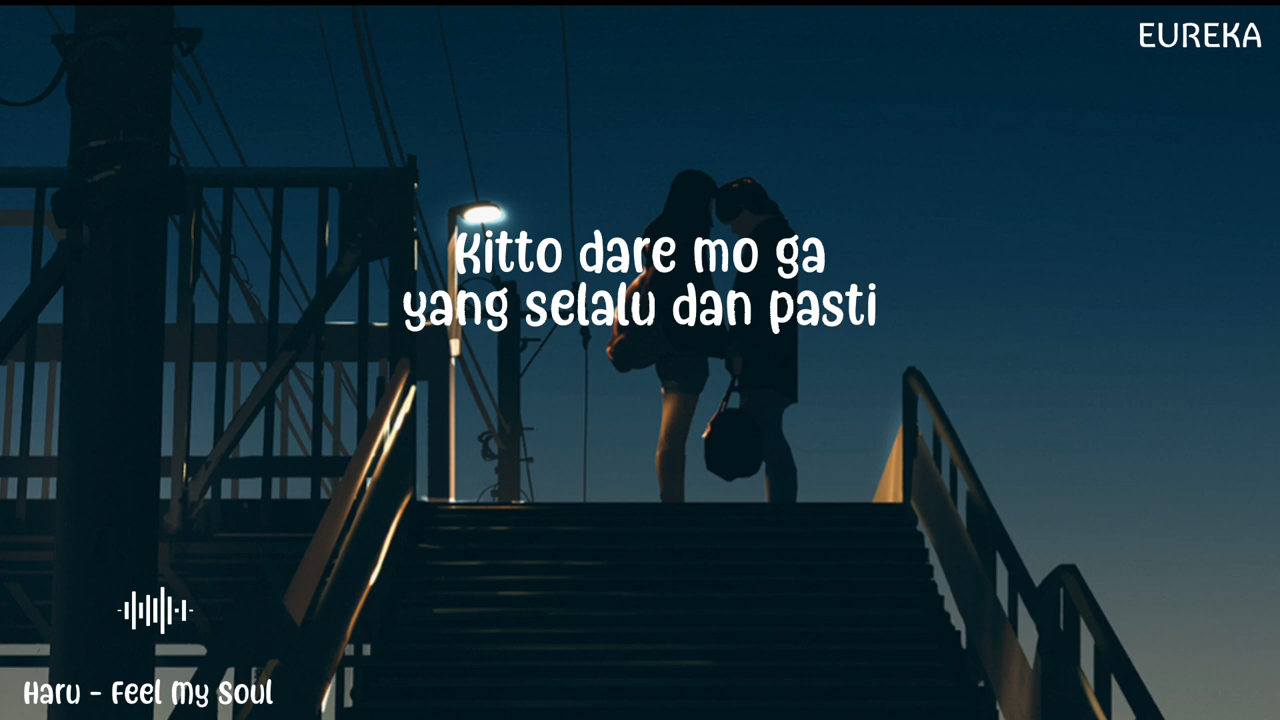 EUREKA
Kitto dare mo ga
yang selalu dan pasti
Haru - Feel My Soul